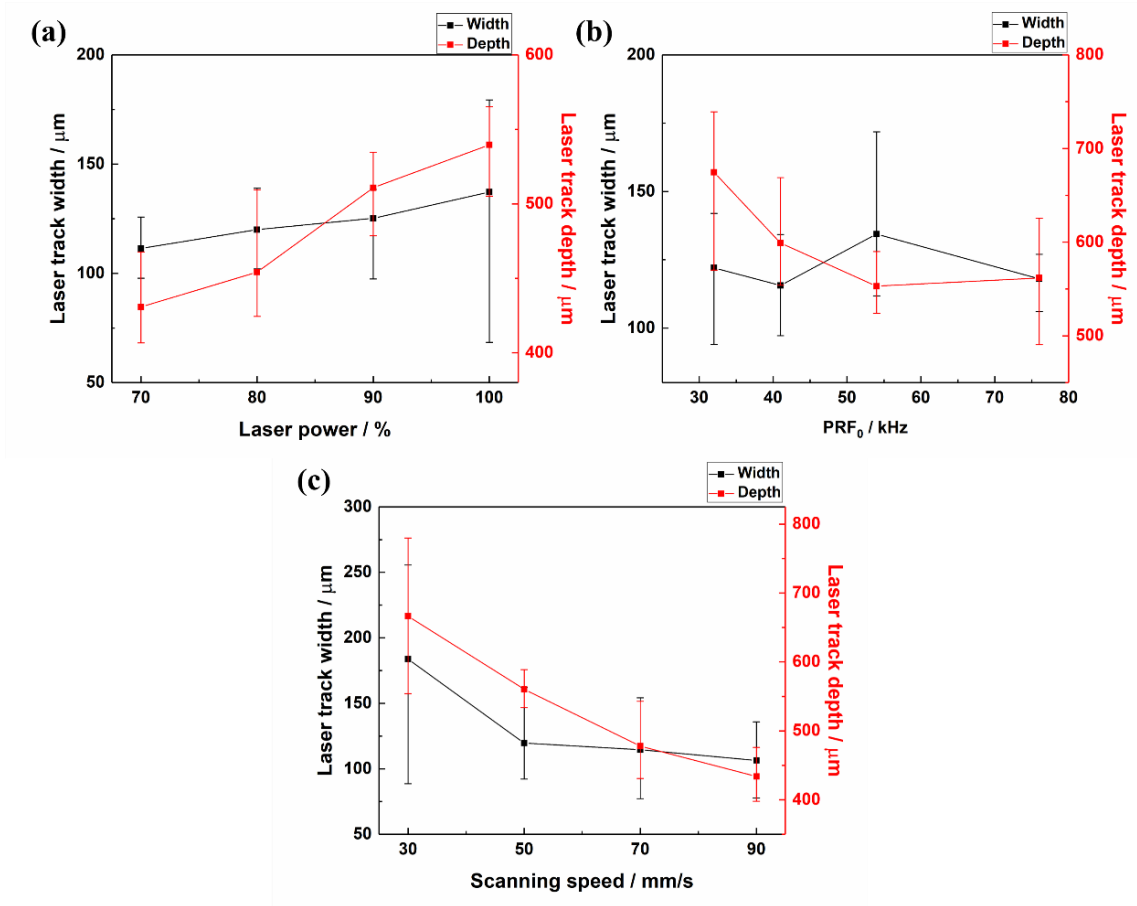 (a)
Width
Depth
200
150
100
50
Laser track width / μm
600
500
400
Laser track depth / μm
70 80 90 100
Laser power / %
(b)
Width
Depth
200
150
100
Laser track width / μm
800
700
600
500
Laser track depth / μm
30 40 50 60 70 80
PRF₀ / kHz
(c)
Width
Depth
300
250
200
150
100
50
Laser track width / μm
800
700
600
500
400
Laser track depth / μm
30 50 70 90
Scanning speed / mm/s